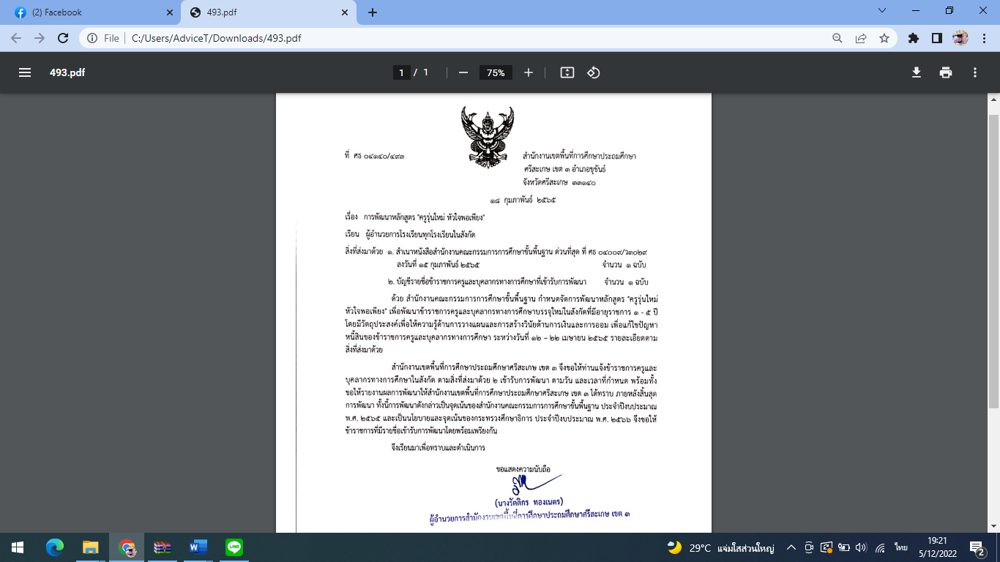 (2) Facebook
493.pdf
File
C:/Users/AdviceT/Downloads/493.pdf
493.pdf
1 / 1
75%
ที่ ศธ ๐๔๑๔๐/๔๙๓
สำนักงานเขตพื้นที่การศึกษาประถมศึกษา
ศรีสะเกษ เขต ๓ อำเภอขุขันธ์
จังหวัดศรีสะเกษ ๓๓๑๔๐
๑๘ กุมภาพันธ์ ๒๕๖๕
เรื่อง การพัฒนาหลักสูตร "ครูรุ่นใหม่ หัวใจพอเพียง"
เรียน ผู้อำนวยการโรงเรียนทุกโรงเรียนในสังกัด
สิ่งที่ส่งมาด้วย ๑. สำเนาหนังสือสำนักงานคณะกรรมการการศึกษาขั้นพื้นฐาน ด่วนที่สุด ที่ ศธ ๐๔๐๐๙/ว๓๐๒๙
ลงวันที่ ๑๕ กุมภาพันธ์ ๒๕๖๕ จำนวน ๑ ฉบับ
๒. บัญชีรายชื่อข้าราชการครูและบุคลากรทางการศึกษาที่เข้ารับการพัฒนา จำนวน ๑ ฉบับ
ด้วย สำนักงานคณะกรรมการการศึกษาขั้นพื้นฐาน กำหนดจัดการพัฒนาหลักสูตร "ครูรุ่นใหม่
หัวใจพอเพียง" เพื่อพัฒนาข้าราชการครูและบุคลากรทางการศึกษาบรรจุใหม่ในสังกัดที่มีอายุราชการ ๑ - ๕ ปี
โดยมีวัตถุประสงค์เพื่อให้ความรู้ด้านการวางแผนและการสร้างวินัยด้านการเงินและการออม เพื่อแก้ไขปัญหา
หนี้สินของข้าราชการครูและบุคลากรทางการศึกษา ระหว่างวันที่ ๑๒ – ๒๒ เมษายน ๒๕๖๕ รายละเอียดตาม
สิ่งที่ส่งมาด้วย
สำนักงานเขตพื้นที่การศึกษาประถมศึกษาศรีสะเกษ เขต ๓ จึงขอให้ท่านแจ้งข้าราชการครูและ
บุคลากรทางการศึกษาในสังกัด ตามสิ่งที่ส่งมาด้วย ๒ เข้ารับการพัฒนา ตามวัน และเวลาที่กำหนด พร้อมทั้ง
ขอให้รายงานผลการพัฒนาให้สำนักงานเขตพื้นที่การศึกษาประถมศึกษาศรีสะเกษ เขต ๓ ได้ทราบ ภายหลังสิ้นสุด
การพัฒนา ทั้งนี้การพัฒนาดังกล่าวเป็นจุดเน้นของสำนักงานคณะกรรมการการศึกษาขั้นพื้นฐาน ประจำปีงบประมาณ
พ.ศ. ๒๕๖๕ และเป็นนโยบายและจุดเน้นของกระทรวงศึกษาธิการ ประจำปีงบประมาณ พ.ศ. ๒๕๖๖ จึงขอให้
ข้าราชการที่มีรายชื่อเข้ารับการพัฒนาโดยพร้อมเพรียงกัน
จึงเรียนมาเพื่อทราบและดำเนินการ
ขอแสดงความนับถือ
(นางรัตติกร ทองเนตร)
ผู้อำนวยการสำนักงานเขตพื้นที่การศึกษาประถมศึกษาศรีสะเกษ เขต ๓
29°C แจ่มใสส่วนใหญ่
ไทย
19:21
5/12/2022
2